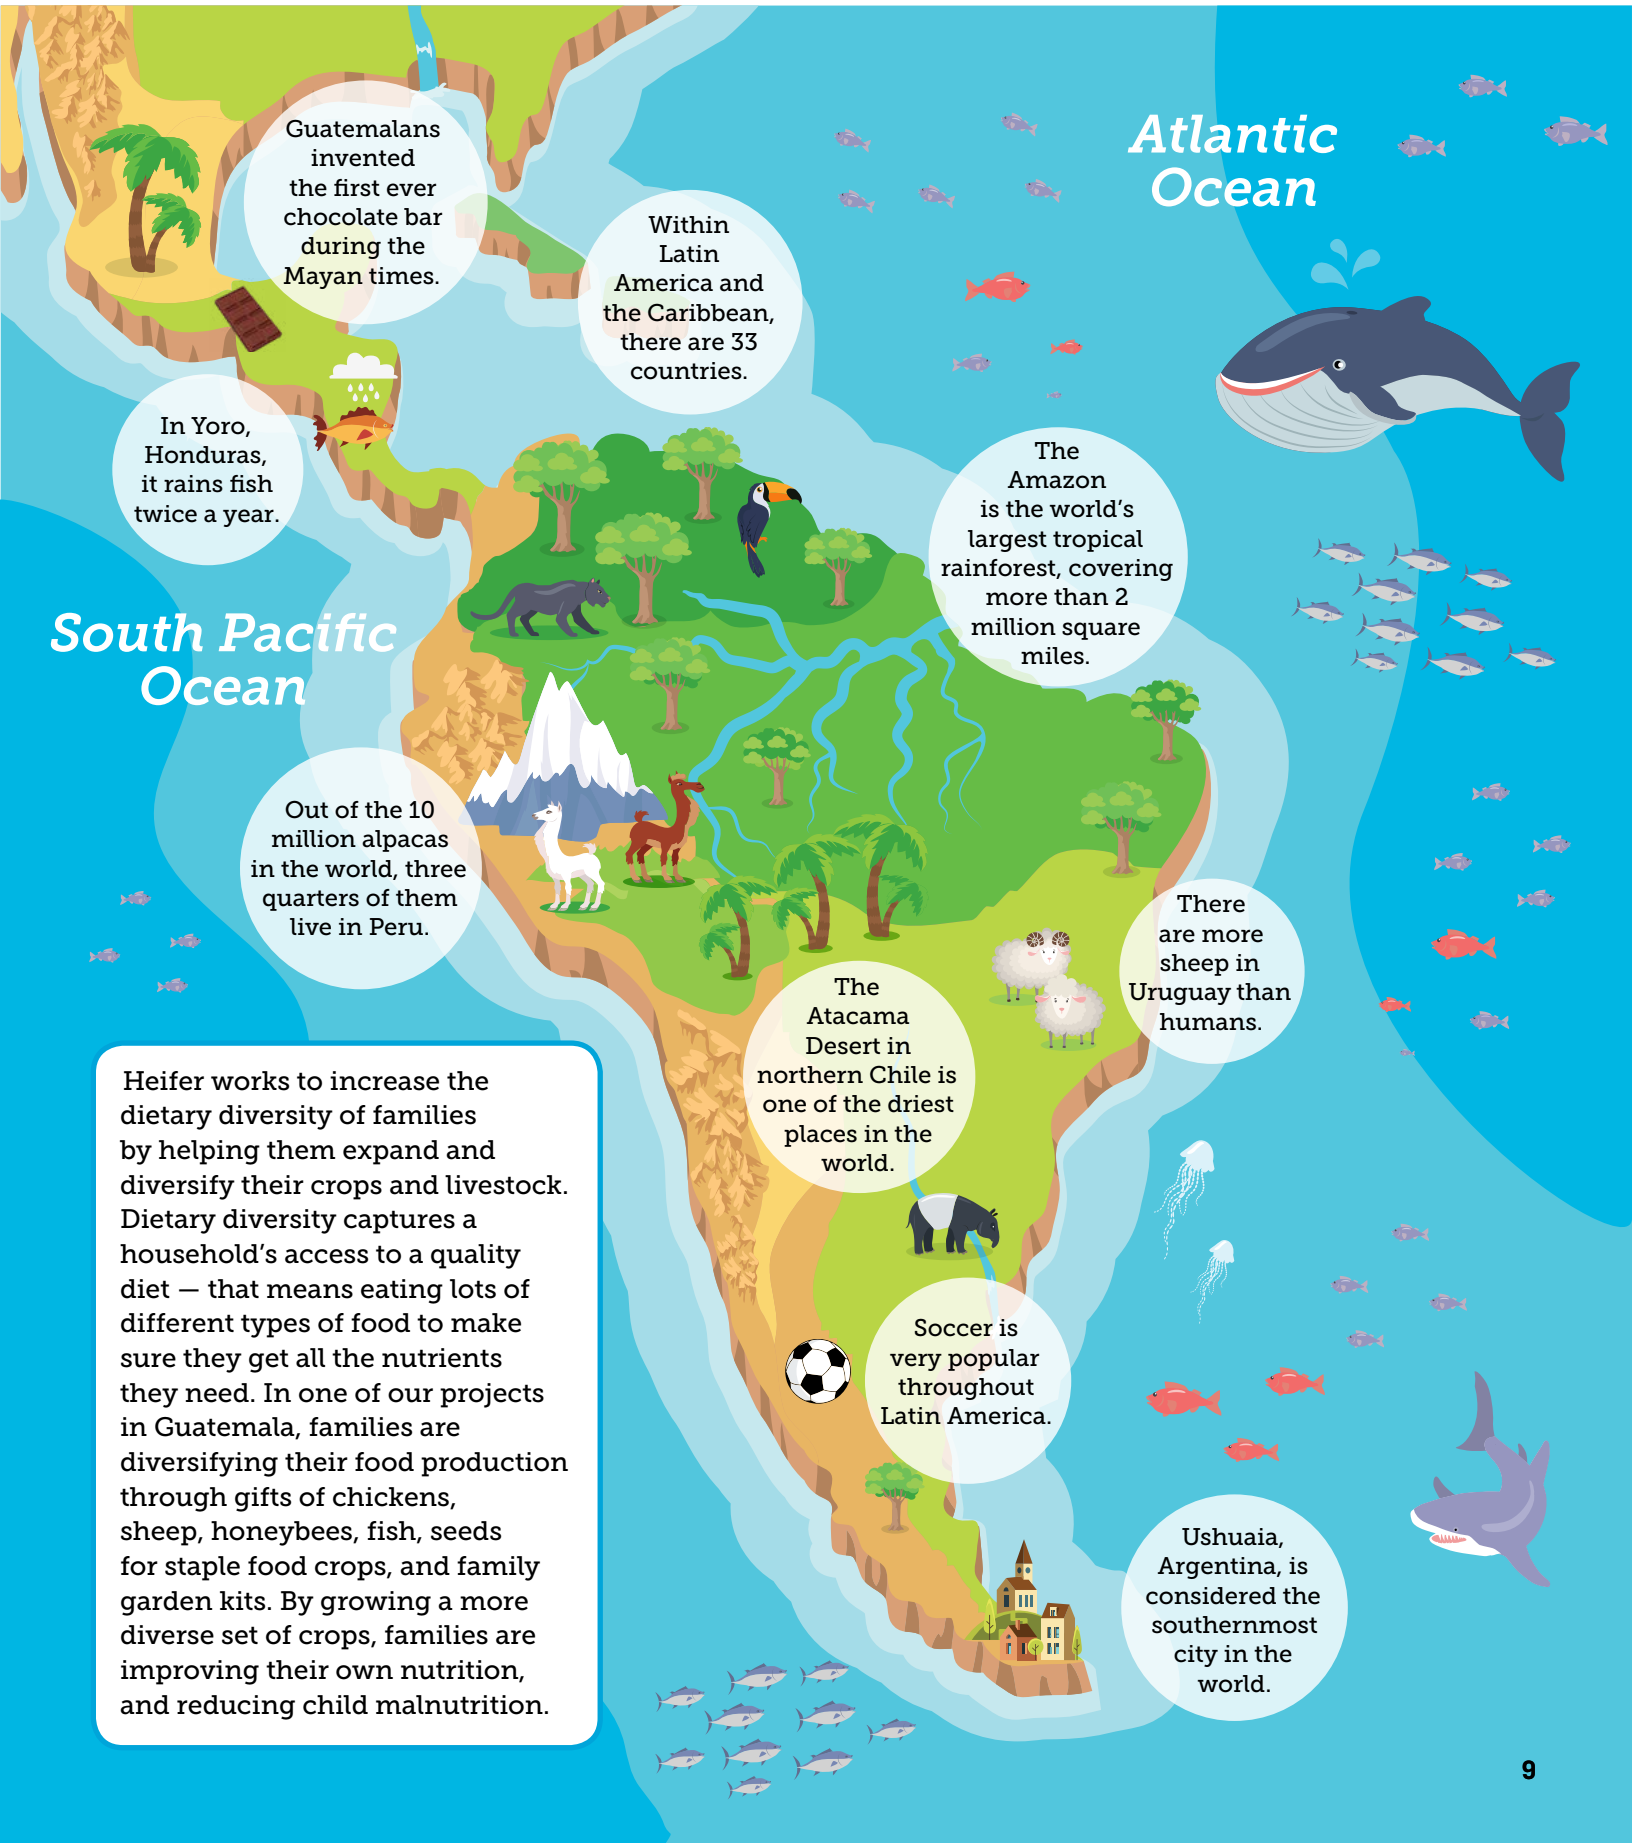 Guatemalans
invented
the first ever
chocolate bar
during the
Mayan times.
Within
Latin
America and
the Caribbean,
there are 33
countries.
Atlantic
Ocean
In Yoro,
Honduras,
it rains fish
twice a year.
The
Amazon
is the world’s
largest tropical
rainforest, covering
more than 2
million square
miles.
South Pacific
Ocean
Out of the 10
million alpacas
in the world, three
quarters of them
live in Peru.
There
are more
sheep in
Uruguay than
humans.
The
Atacama
Desert in
northern Chile is
one of the driest
places in the
world.
Heifer works to increase the
dietary diversity of families
by helping them expand and
diversify their crops and livestock.
Dietary diversity captures a
household’s access to a quality
diet — that means eating lots of
different types of food to make
sure they get all the nutrients
they need. In one of our projects
in Guatemala, families are
diversifying their food production
through gifts of chickens,
sheep, honeybees, fish, seeds
for staple food crops, and family
garden kits. By growing a more
diverse set of crops, families are
improving their own nutrition,
and reducing child malnutrition.
Soccer is
very popular
throughout
Latin America.
Ushuaia,
Argentina, is
considered the
southernmost
city in the
world.
9